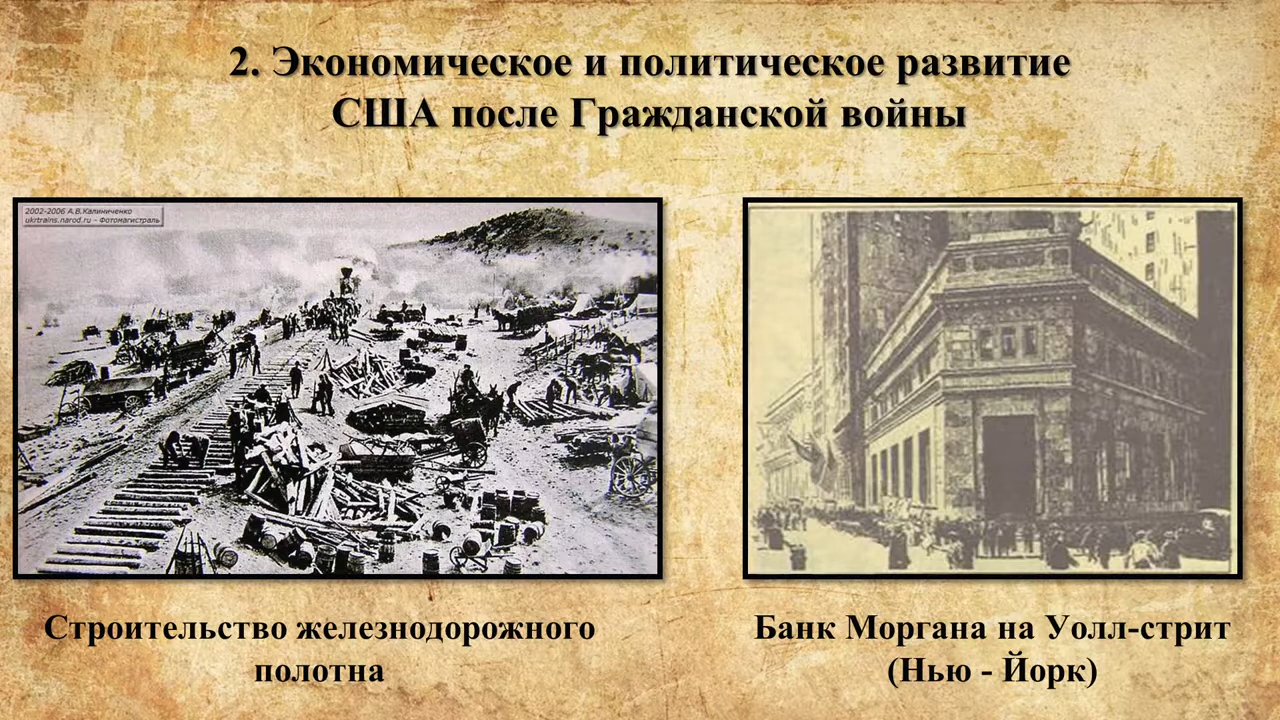 2. Экономическое и политическое развитие
США после Гражданской войны
2002-2006 А.В.Калиниченко
ukrtrains.narod.ru - Фотомагистраль
Строительство железнодорожного
полотна
Банк Моргана на Уолл-стрит
(Нью - Йорк)